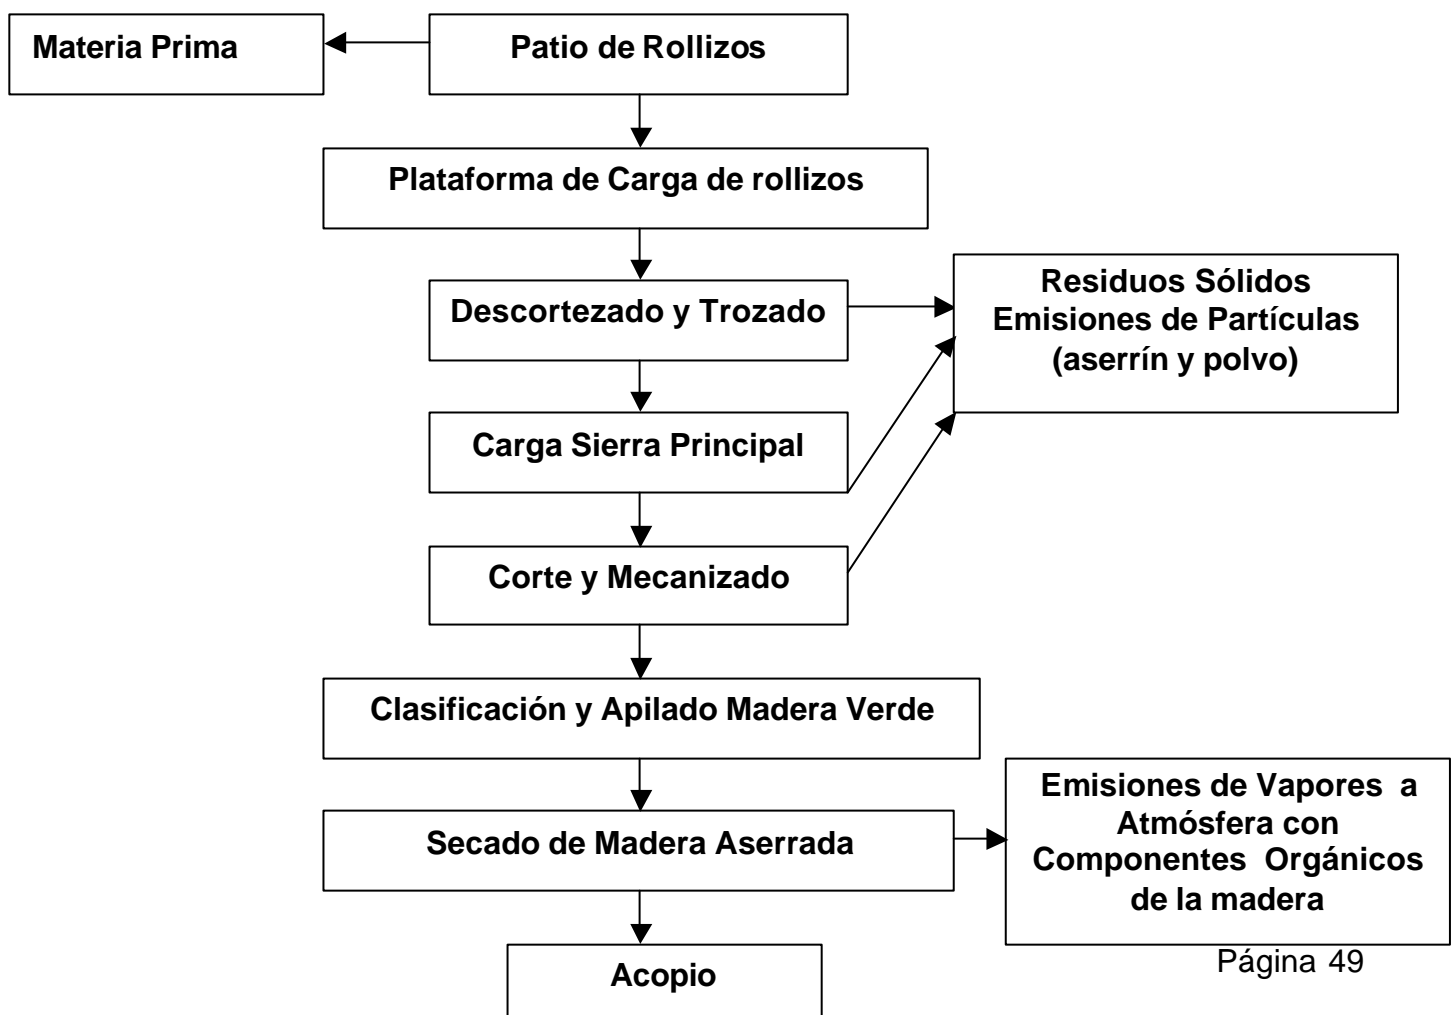 Materia Prima
Patio de Rollizos
Plataforma de Carga de rollizos
Descortezado y Trozado
Residuos Sólidos
Emisiones de Partículas
(aserrín y polvo)
Carga Sierra Principal
Corte y Mecanizado
Clasificación y Apilado Madera Verde
Secado de Madera Aserrada
Emisiones de Vapores a
Atmósfera con
Componentes Orgánicos
de la madera
Acopio
Página 49